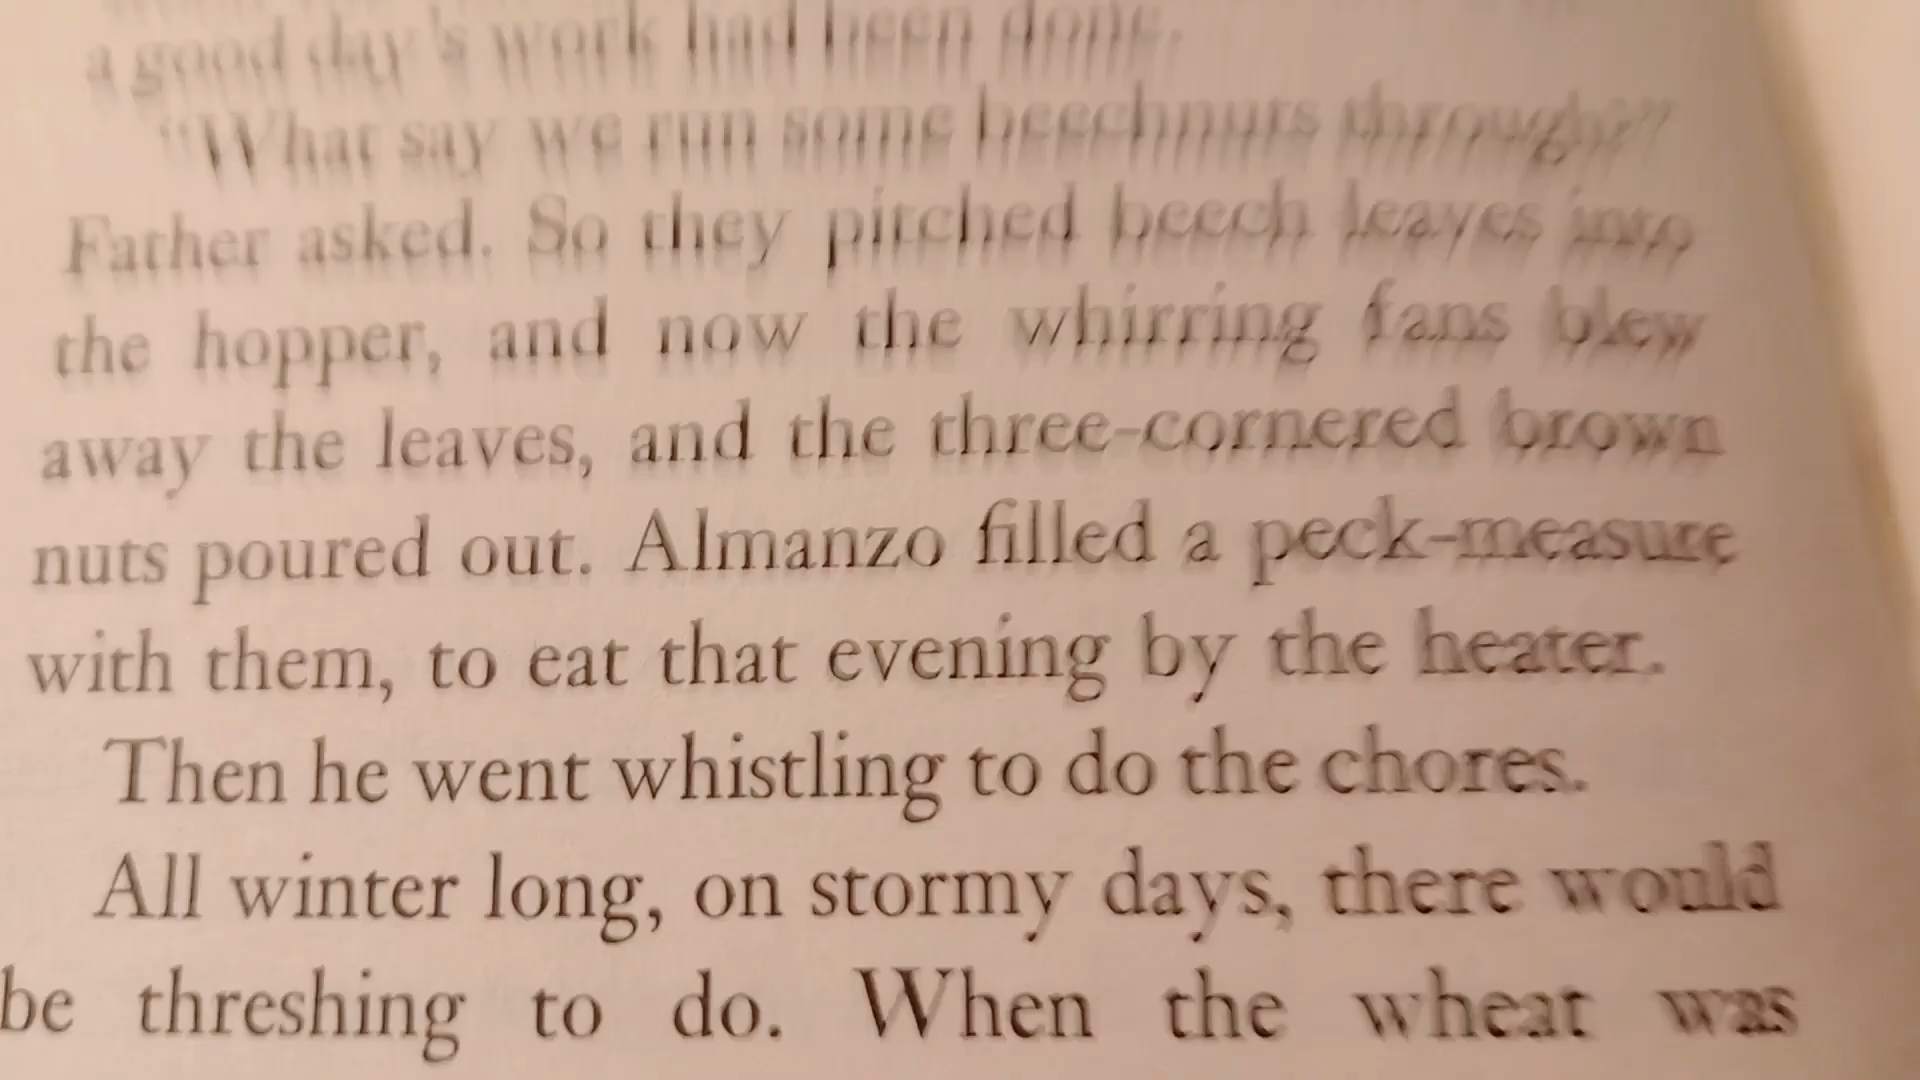 a good day's work had been done.
"What say we run some beechnuts through?"
Father asked. So they pitched beech leaves into
the hopper, and now the whirring fans blew
away the leaves, and the three-cornered brown
nuts poured out. Almanzo filled a peck-measure
with them, to eat that evening by the heater.
Then he went whistling to do the chores.
All winter long, on stormy days, there would
be threshing to do. When the wheat was